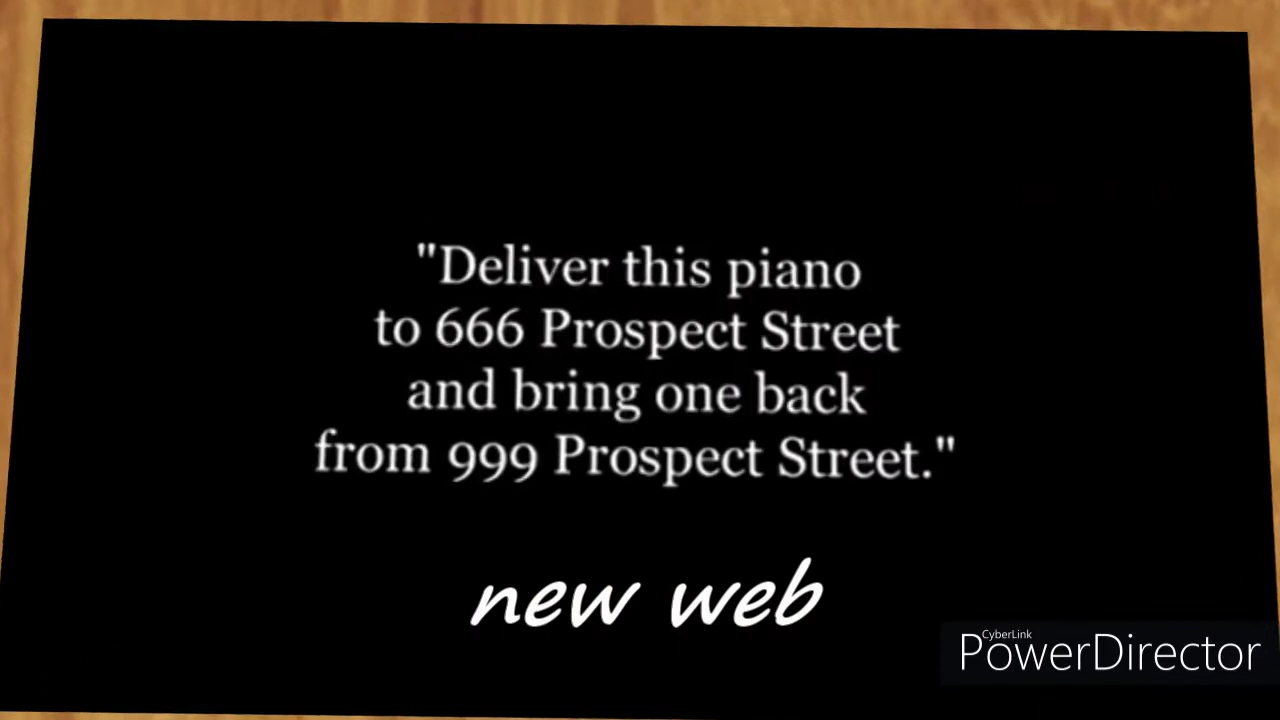 "Deliver this piano
to 666 Prospect Street
and bring one back
from 999 Prospect Street."
new web
CyberLink
PowerDirector